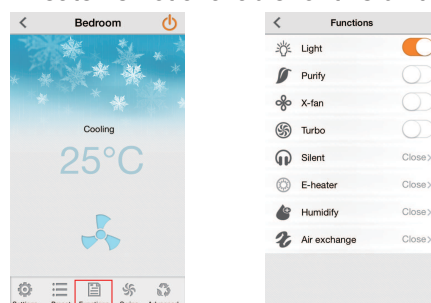 Bedroom
Cooling
25°C
Functions
Light
Purify
X-fan
Turbo
Silent Close>
E-heater Close>
Humidify Close>
Air exchange Close>